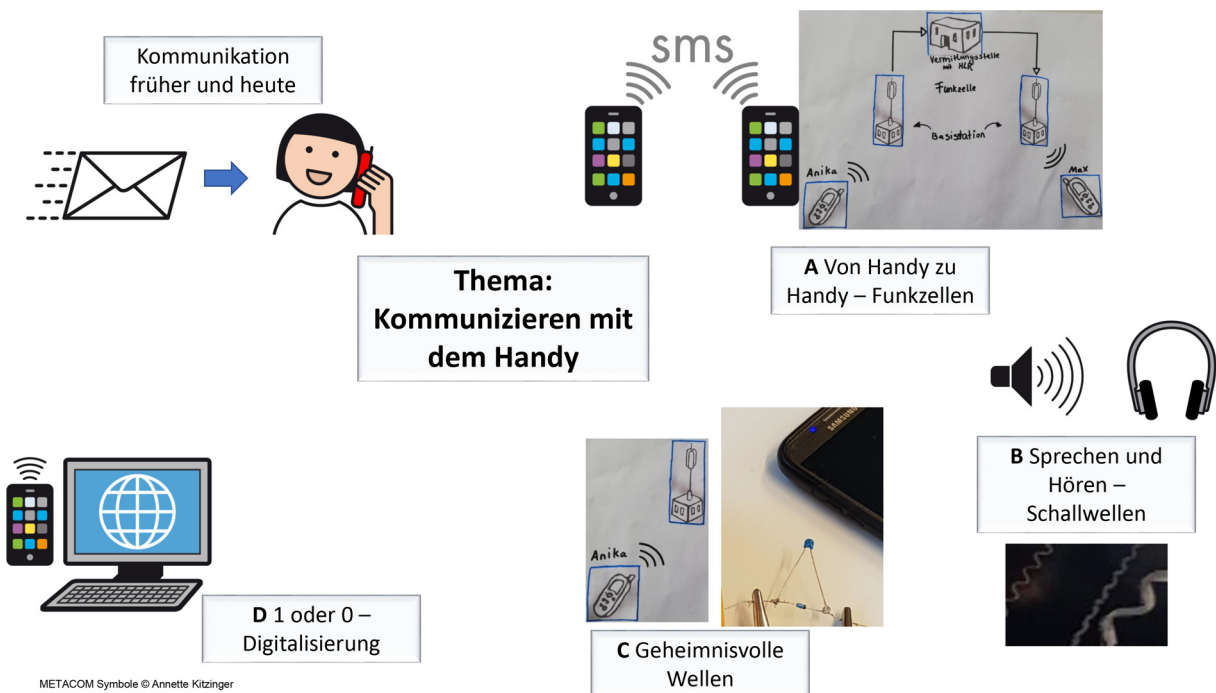 Kommunikation
früher und heute
sms
Vermittlungsstelle
mit HLR
Funkzelle
Basisstation
Anika
Max
A Von Handy zu
Handy – Funkzellen
Thema:
Kommunizieren mit
dem Handy
B Sprechen und
Hören –
Schallwellen
SAMSUNG
Anika
C Geheimnisvolle
Wellen
D 1 oder 0 –
Digitalisierung
METACOM Symbole © Annette Kitzinger